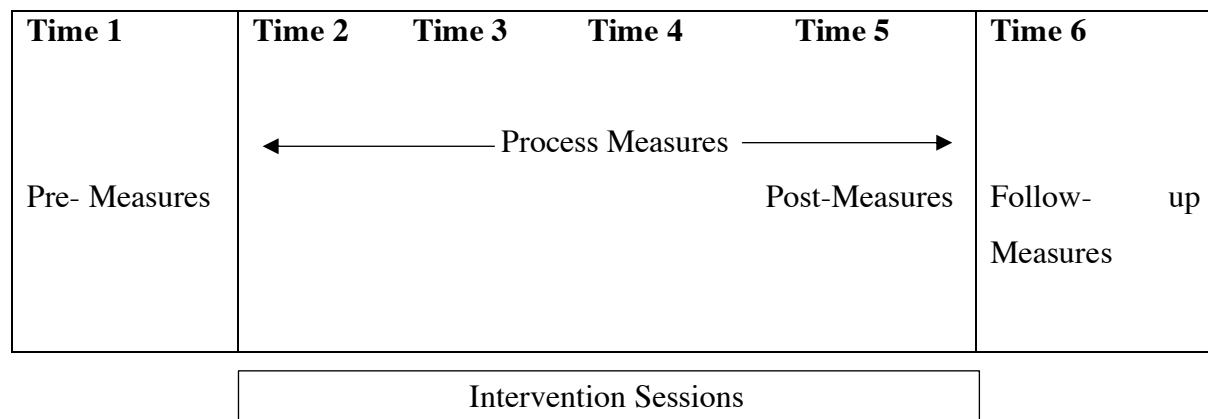 Time 1 Time 2 Time 3 Time 4 Time 5 Time 6
Process Measures
Pre- Measures Post-Measures Follow- up
Measures
Intervention Sessions